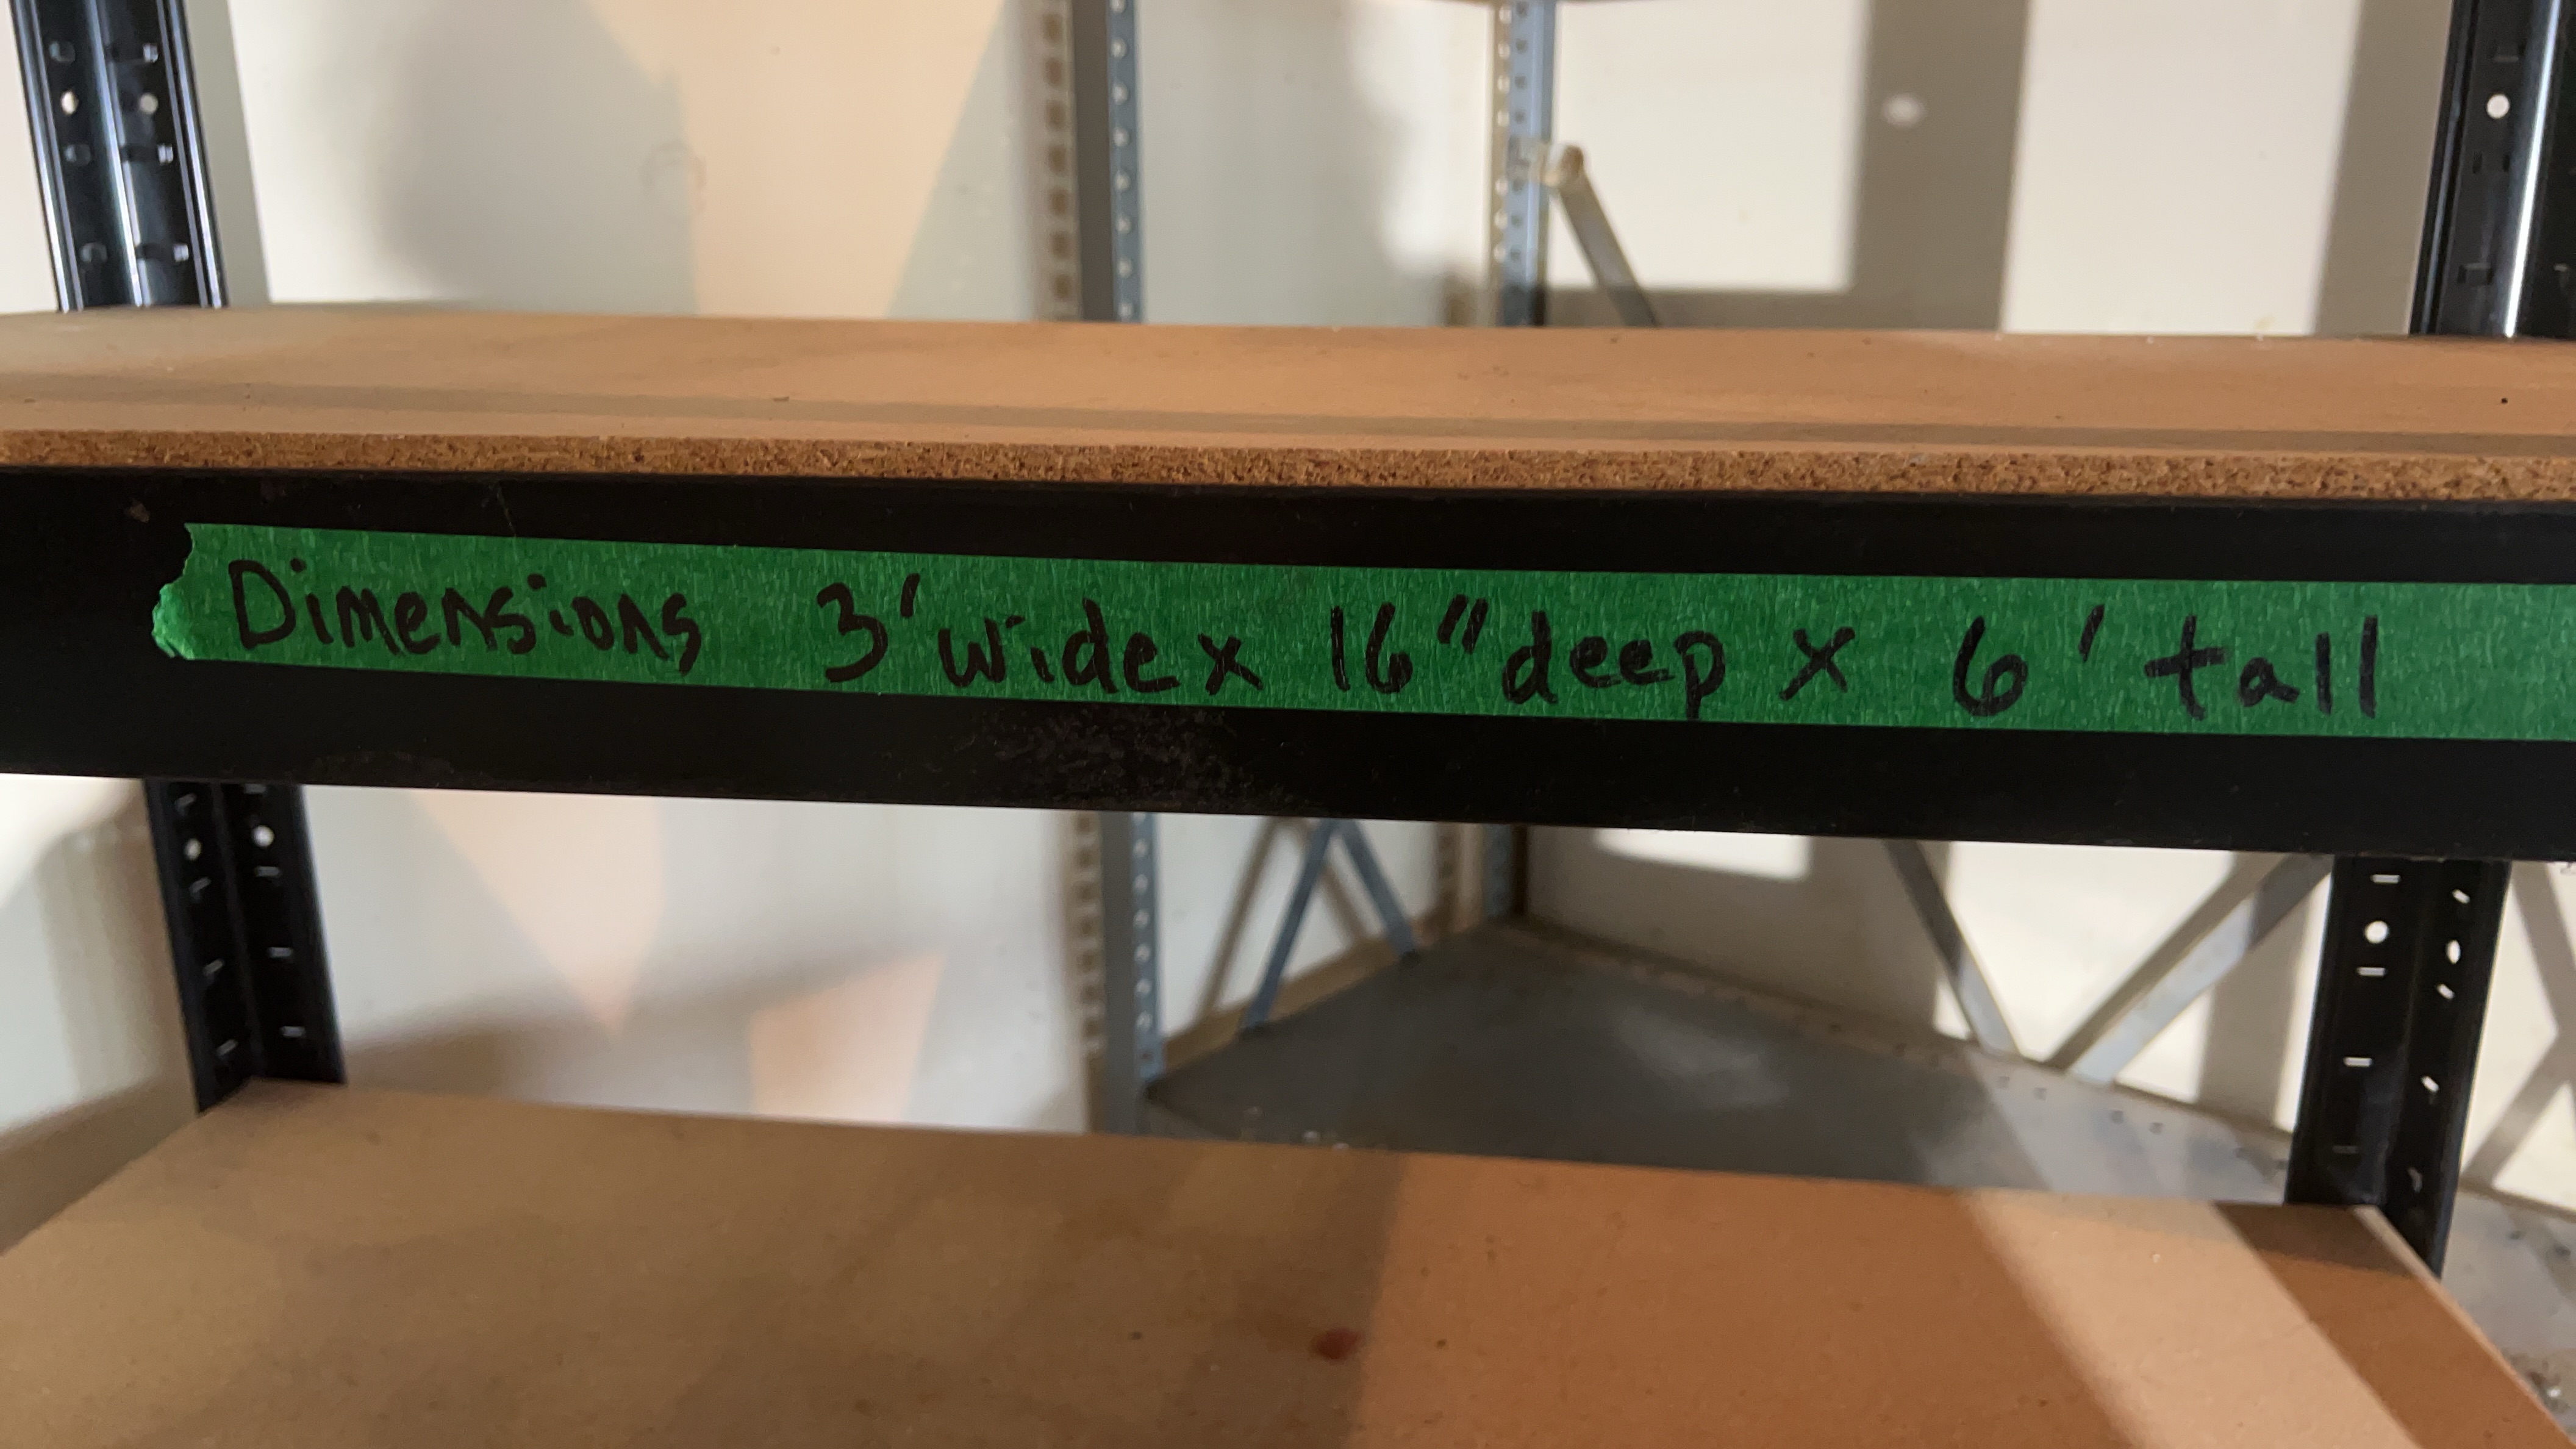 Dimensions 3' wide x 16" deep x 6' tall